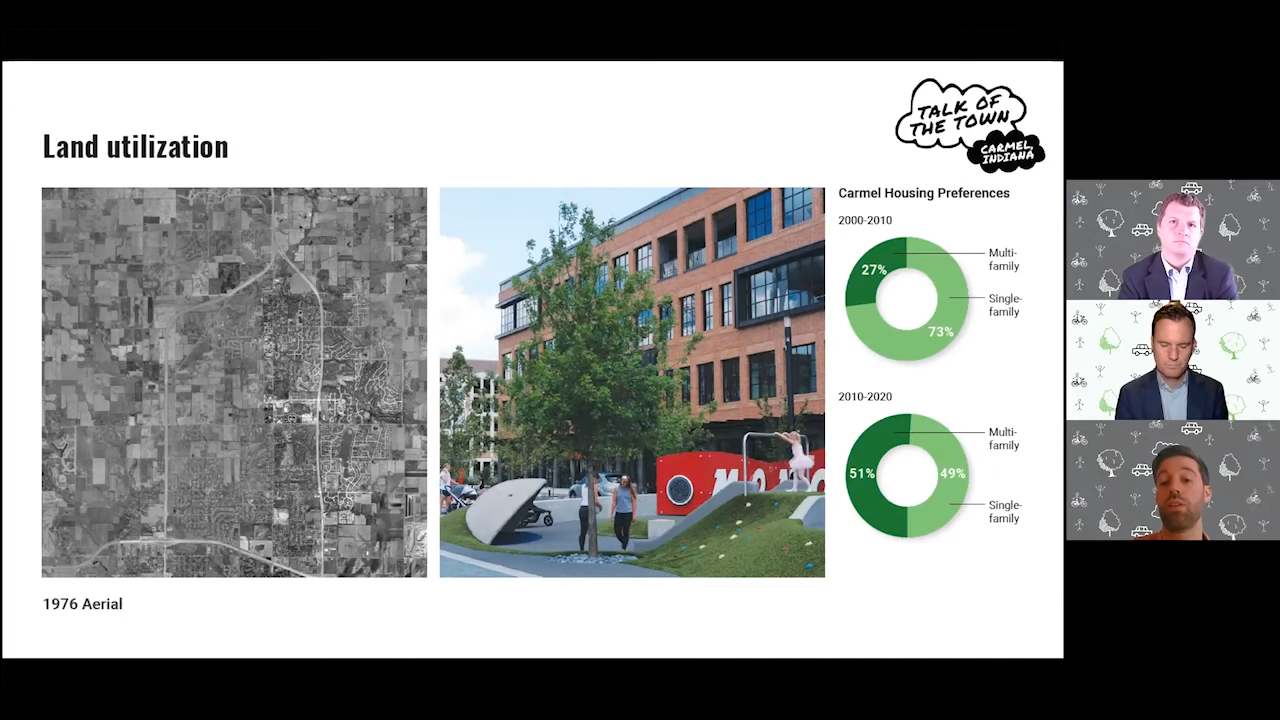 TALK OF
THE TOWN
CARMEL,
INDIANA
Land utilization
Carmel Housing Preferences
2000-2010
27%
73%
Multi-
family
Single-
family
2010-2020
51%
49%
Multi-
family
Single-
family
1976 Aerial